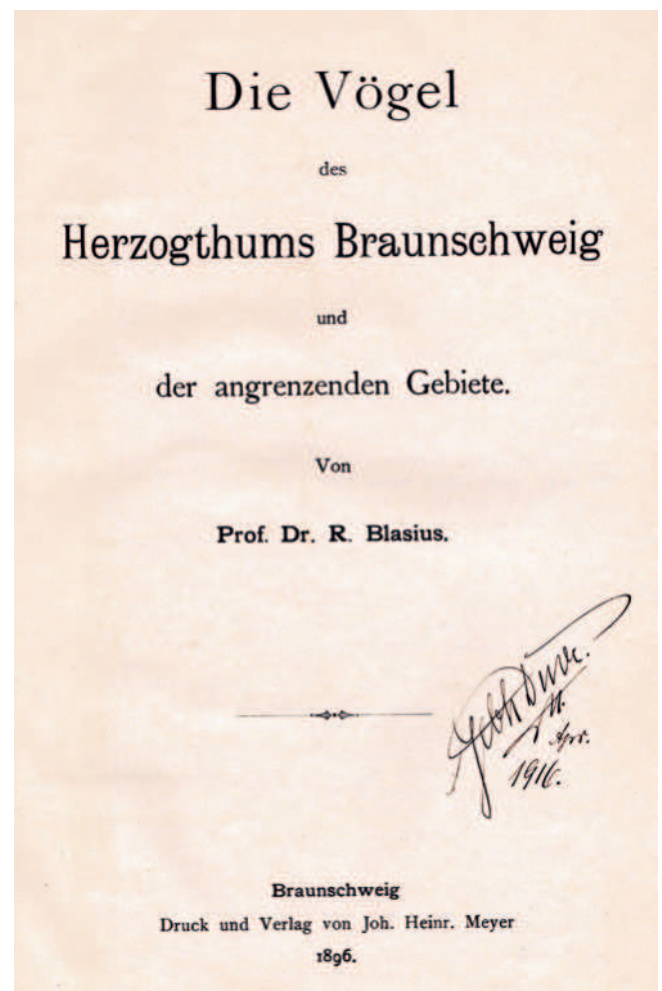 Die Vögel
des
Herzogthums Braunschweig
und
der angrenzenden Gebiete.
Von
Prof. Dr. R. Blasius.
Apr.
1916.
Braunschweig
Druck und Verlag von Joh. Heinr. Meyer
1896.